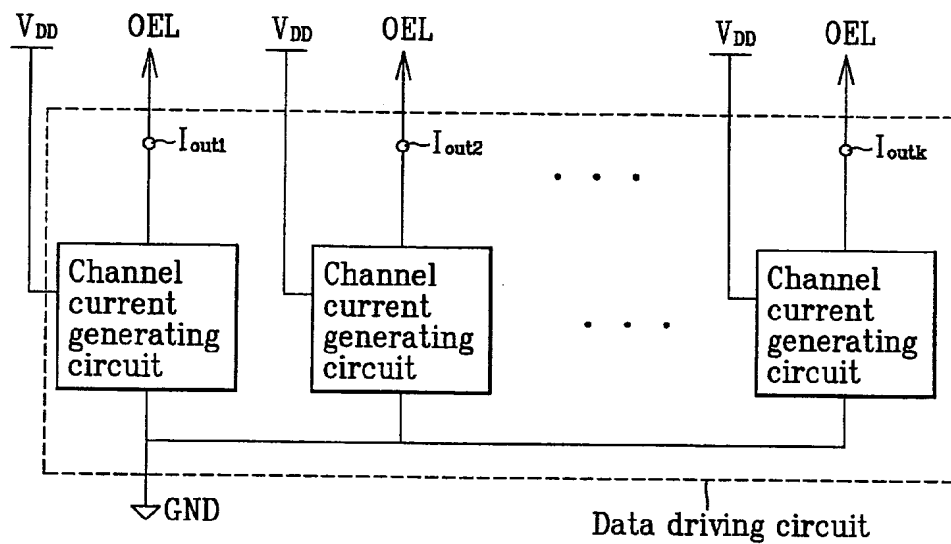 VDD OEL VDD OEL VDD OEL
Iout1 Iout2 Ioutk
Channel current generating circuit
Channel current generating circuit
Channel current generating circuit
GND
Data driving circuit